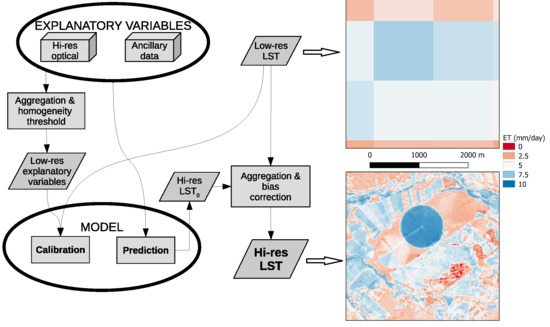 EXPLANATORY VARIABLES
Hi-res
optical
Ancillary
data
Low-res
LST
Aggregation &
homogeneity
threshold
Low-res
explanatory
variables
Hi-res
LST0
Aggregation &
bias
correction
MODEL
Calibration
Prediction
Hi-res
LST
0 1000 2000 m
ET (mm/day)
0
2.5
5
7.5
10